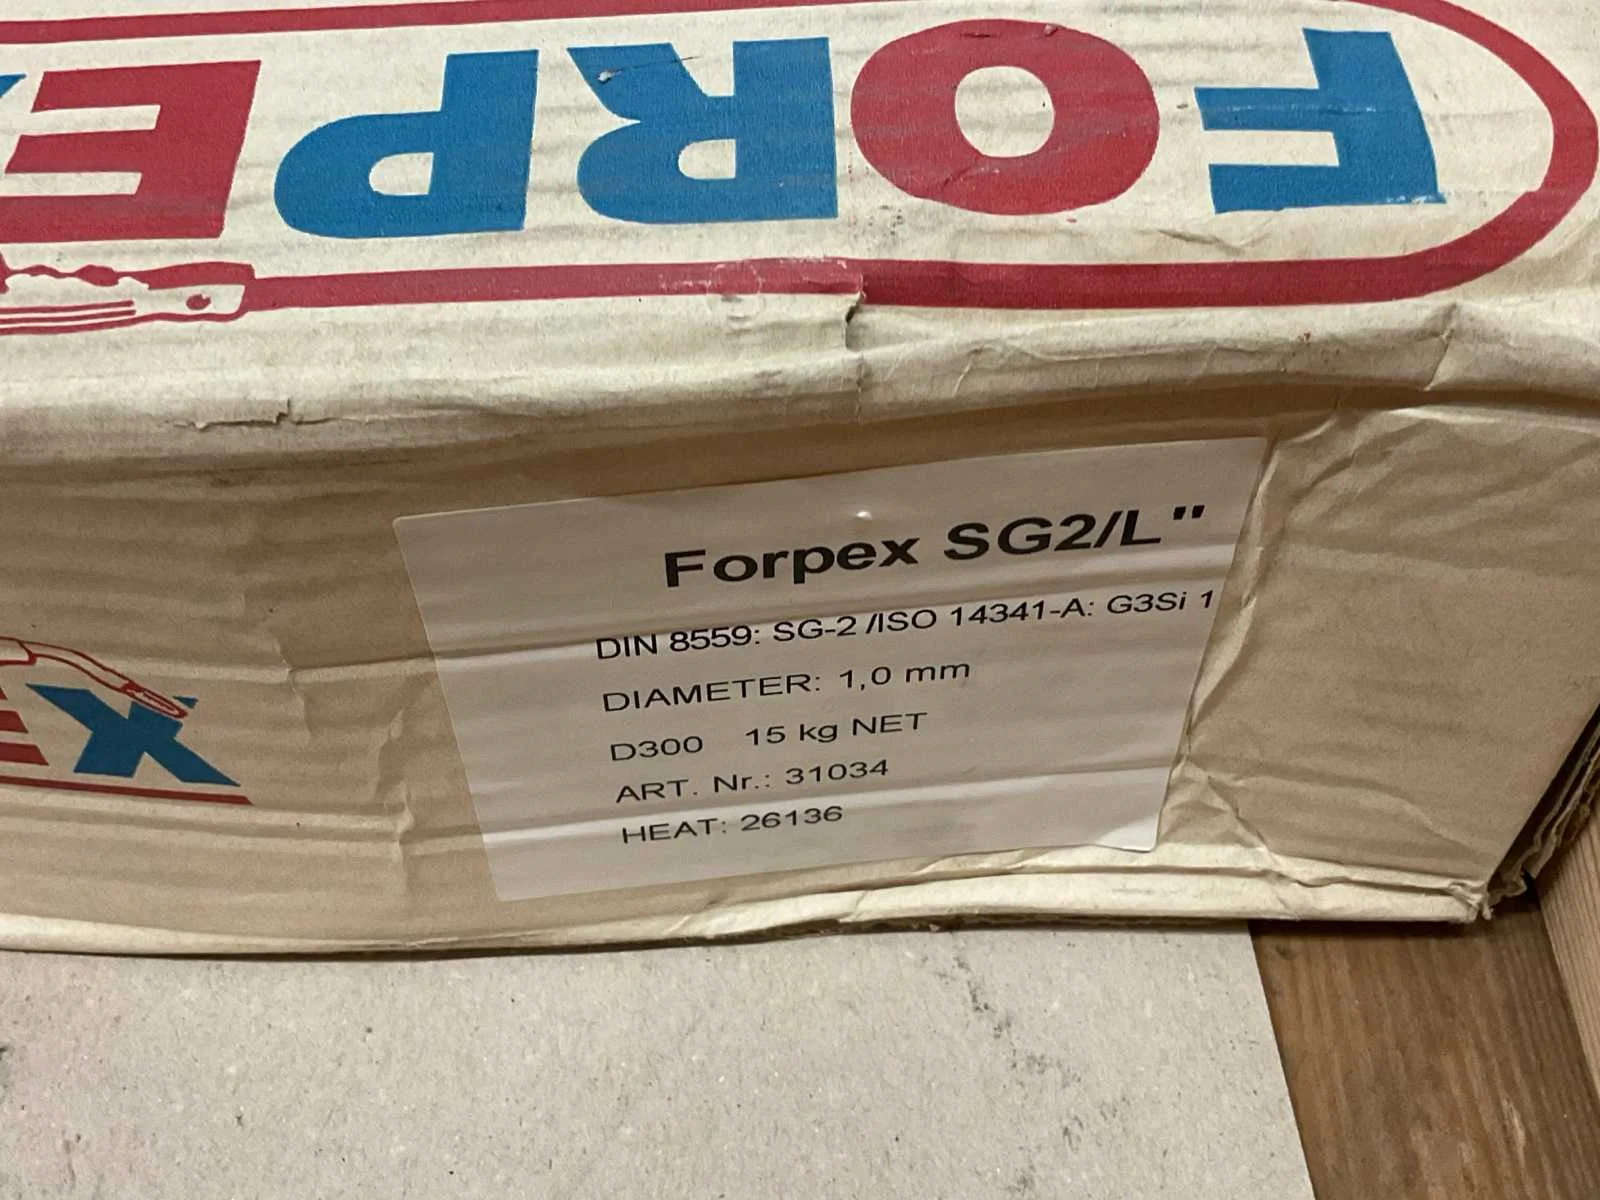 FORPE
Forpex SG2/L"
DIN 8559: SG-2 /ISO 14341-A: G3Si 1
DIAMETER: 1,0 mm
D300 15 kg NET
ART. Nr.: 31034
HEAT: 26136
EX